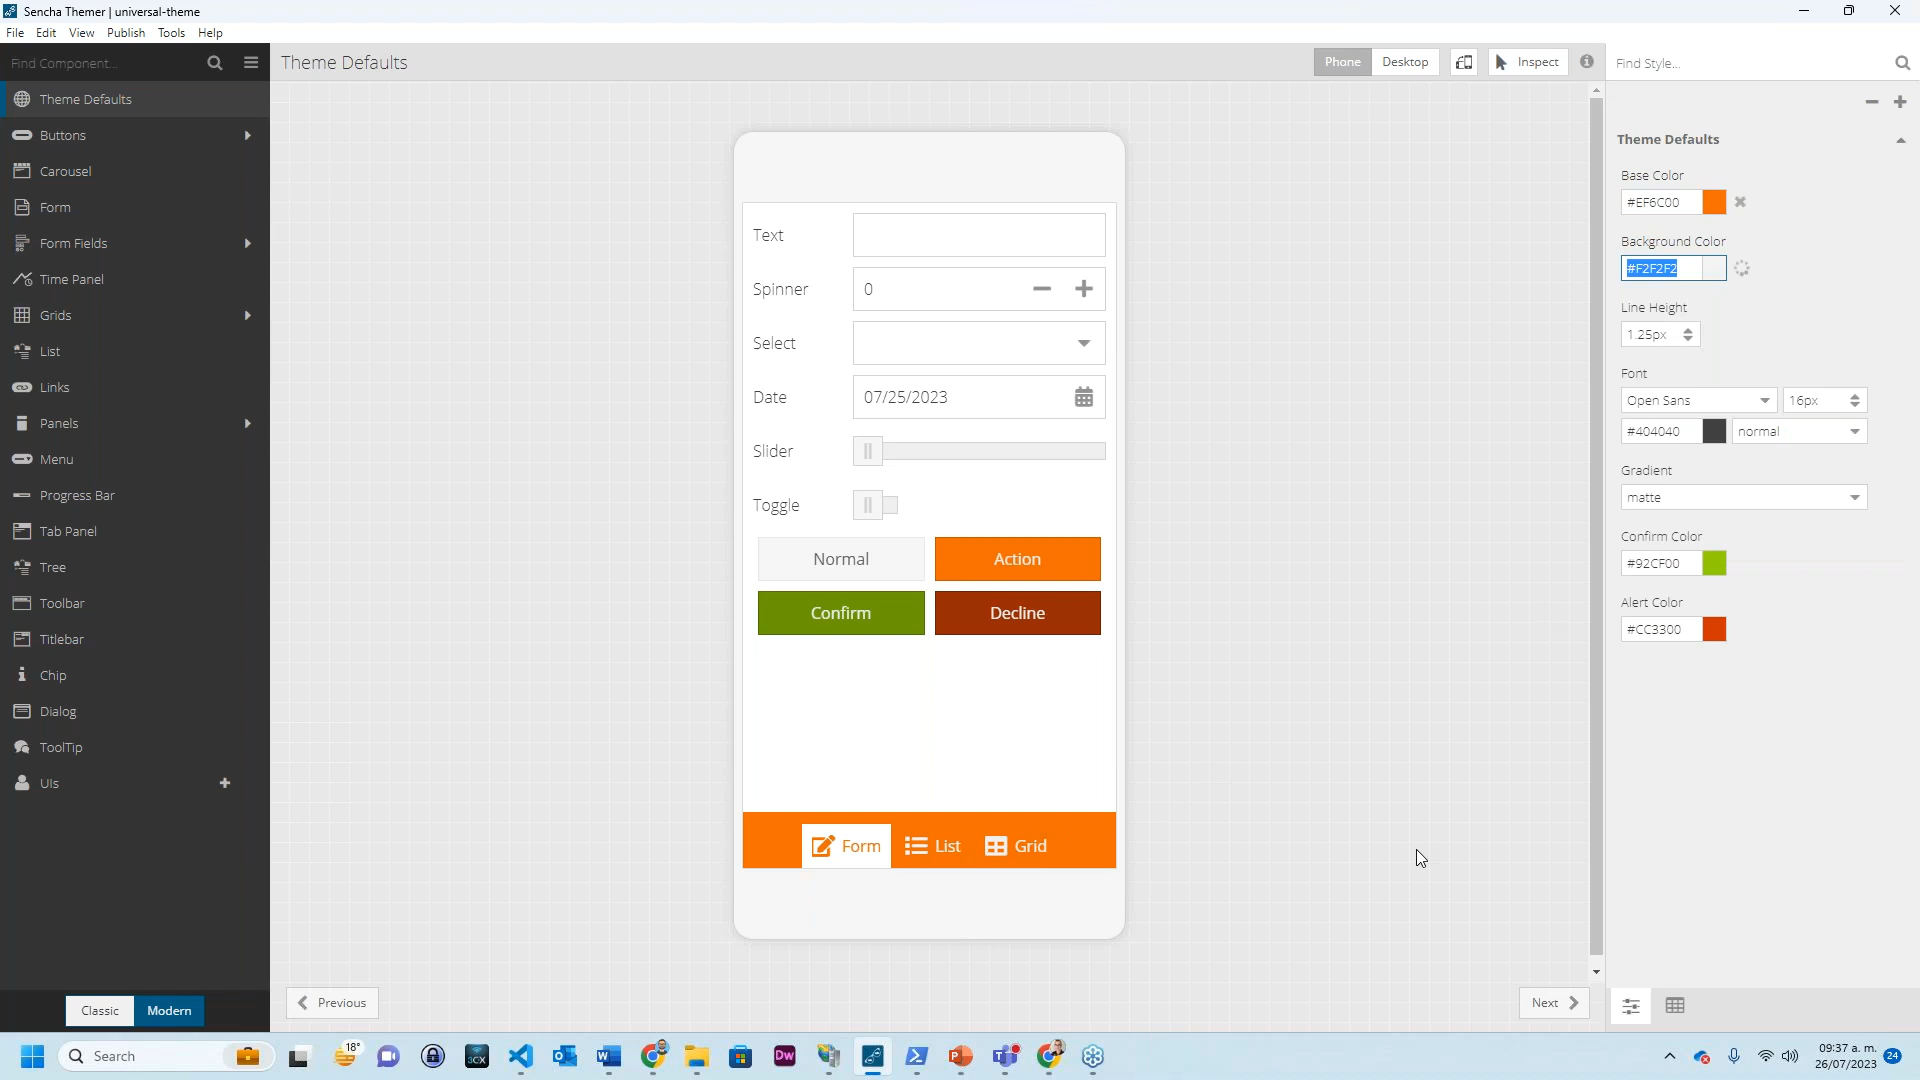 Sencha Themer | universal-theme
File Edit View Publish Tools Help
Find Component...
Theme Defaults
Phone Desktop Inspect
Find Style...
Theme Defaults
Buttons
Carousel
Form
Form Fields
Time Panel
Grids
List
Links
Panels
Menu
Progress Bar
Tab Panel
Tree
Toolbar
Titlebar
Chip
Dialog
ToolTip
UIs
Classic Modern
Text
Spinner 0
Select
Date 07/25/2023
Slider
Toggle
Normal Action
Confirm Decline
Form List Grid
Previous
Next
Theme Defaults
Base Color
#EF6C00
Background Color
#F2F2F2
Line Height
1.25px
Font
Open Sans 16px
#404040 normal
Gradient
matte
Confirm Color
#92CF00
Alert Color
#CC3300
Search
18°
3CX
Dw
09:37 a. m.
26/07/2023
24